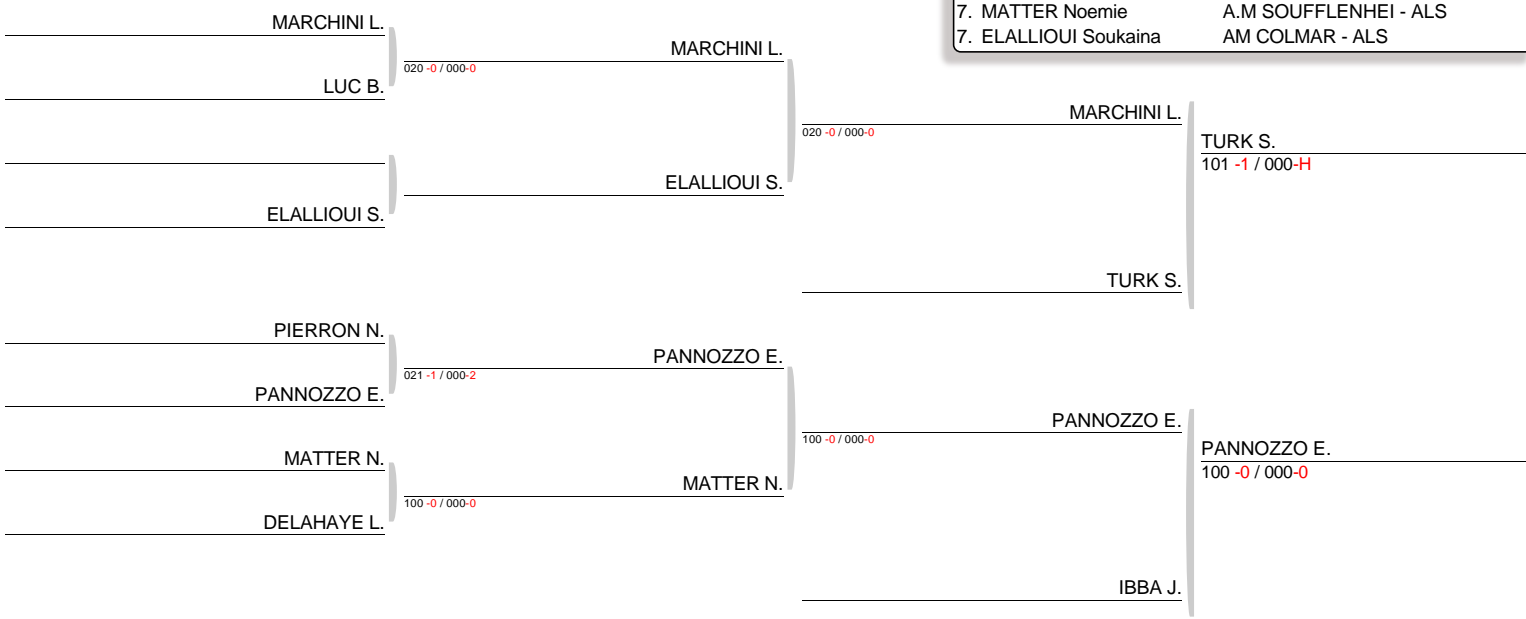 7. MATTER Noemie A.M SOUFFLENHEI - ALS
7. ELALLIOUI Soukaina AM COLMAR - ALS
MARCHINI L.
LUC B.
ELALLIOUI S.
PIERRON N.
PANNOZZO E.
MATTER N.
DELAHAYE L.
MARCHINI L.
020 -0 / 000-0
ELALLIOUI S.
PANNOZZO E.
021 -1 / 000-2
MATTER N.
100 -0 / 000-0
MARCHINI L.
020 -0 / 000-0
TURK S.
PANNOZZO E.
100 -0 / 000-0
IBBA J.
TURK S.
101 -1 / 000-H
PANNOZZO E.
100 -0 / 000-0